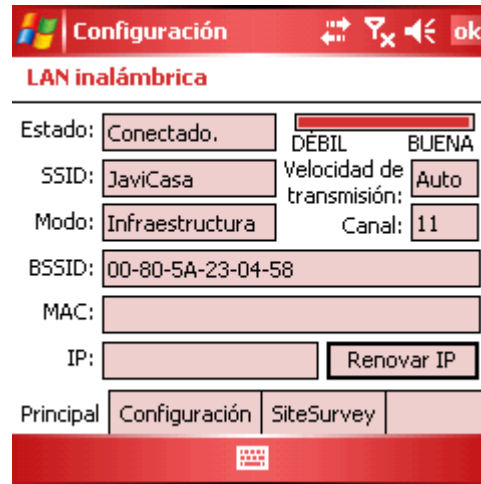 Configuración
ok
LAN inalámbrica
Estado: Conectado.
DÉBIL BUENA
SSID: JaviCasa
Velocidad de transmisión: Auto
Modo: Infraestructura
Canal: 11
BSSID: 00-80-5A-23-04-58
MAC:
IP:
Renovar IP
Principal Configuración SiteSurvey